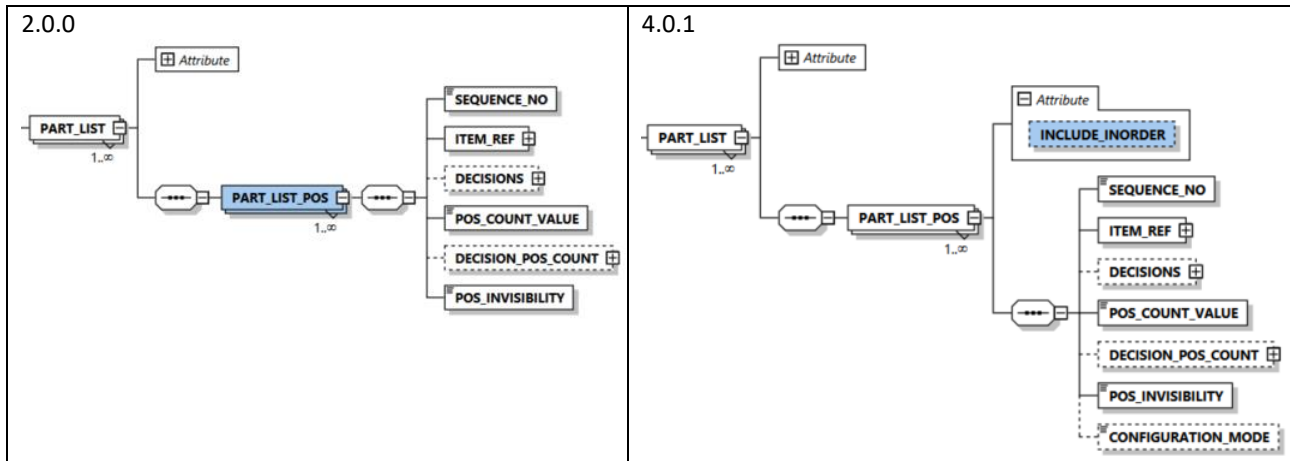 2.0.0
Attribute
PART_LIST
1..∞
PART_LIST_POS
1..∞
SEQUENCE_NO
ITEM_REF
DECISIONS
POS_COUNT_VALUE
DECISION_POS_COUNT
POS_INVISIBILITY
4.0.1
Attribute
PART_LIST
1..∞
PART_LIST_POS
1..∞
Attribute
INCLUDE_INORDER
SEQUENCE_NO
ITEM_REF
DECISIONS
POS_COUNT_VALUE
DECISION_POS_COUNT
POS_INVISIBILITY
CONFIGURATION_MODE